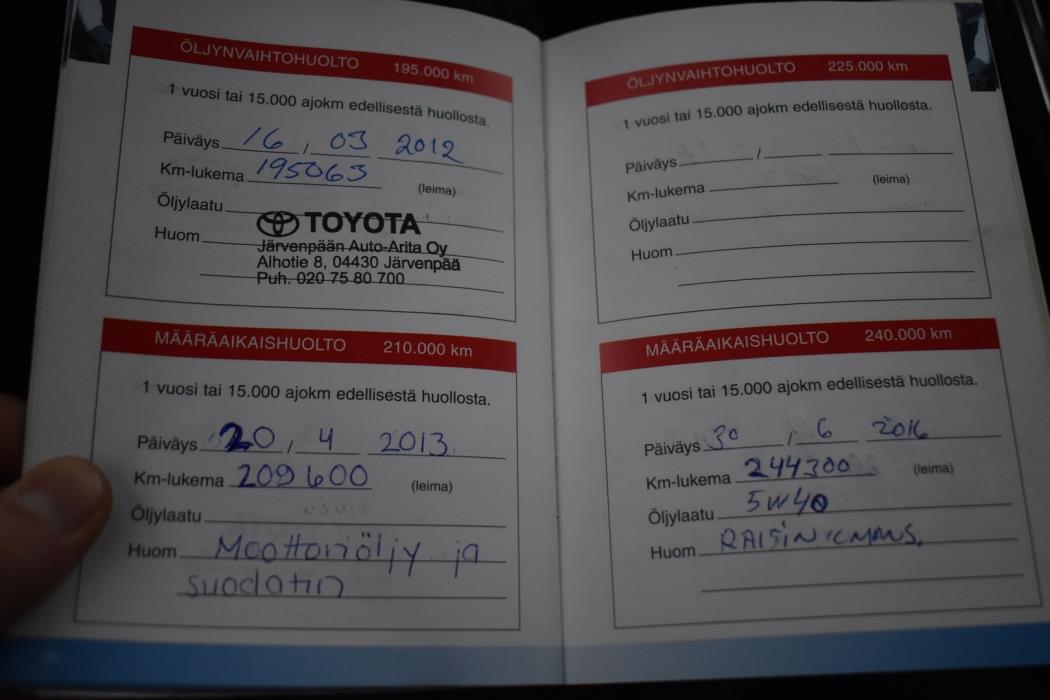 ÖLJYNVAIHTOHUOLTO 195.000 km
1 vuosi tai 15.000 ajokm edellisestä huollosta.
Päiväys 16 / 03 2012
Km-lukema 195063 (leima)
Öljylaatu
Huom
TOYOTA
Järvenpään Auto-Arita Oy
Alhotie 8, 04430 Järvenpää
Puh. 020 75 80 700
MÄÄRÄAIKAISHUOLTO 210.000 km
1 vuosi tai 15.000 ajokm edellisestä huollosta.
Päiväys 20 / 4 2013
Km-lukema 209600 (leima)
Öljylaatu
Huom Moottoriöljy ja
suodatin
ÖLJYNVAIHTOHUOLTO 225.000 km
1 vuosi tai 15.000 ajokm edellisestä huollosta.
Päiväys /
Km-lukema (leima)
Öljylaatu
Huom
MÄÄRÄAIKAISHUOLTO 240.000 km
1 vuosi tai 15.000 ajokm edellisestä huollosta.
Päiväys 30 / 6 2016
Km-lukema 244300 (leima)
Öljylaatu 5W40
Huom